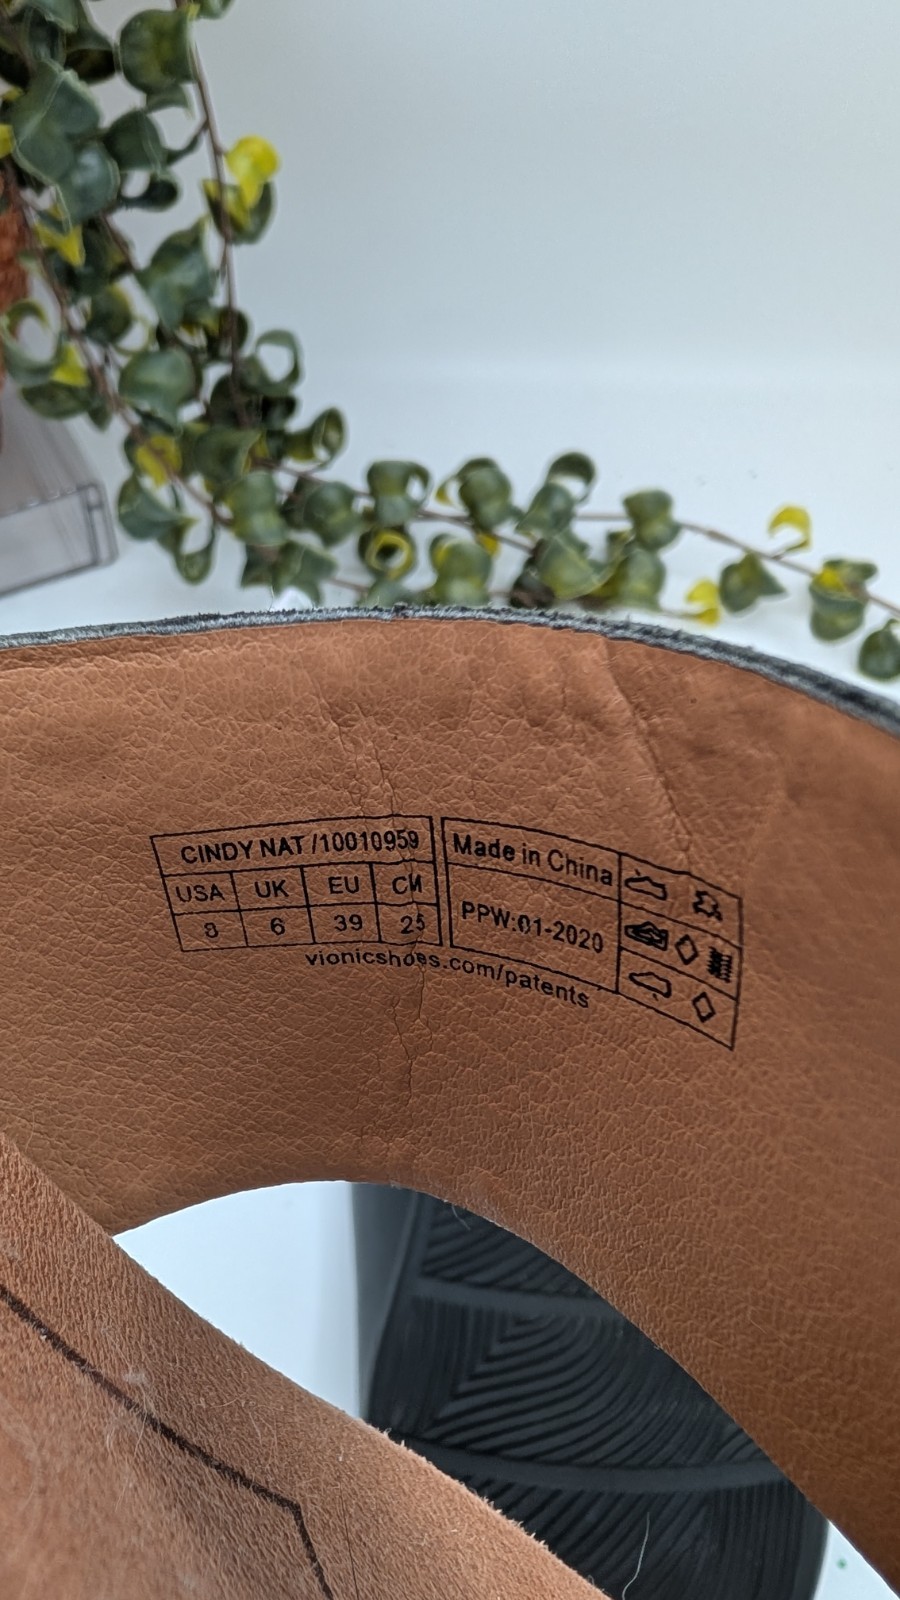 CINDY NAT /10010959
USA UK EU CM
8 6 39 25
Made in China
PPW:01-2020
vionicshoes.com/patents